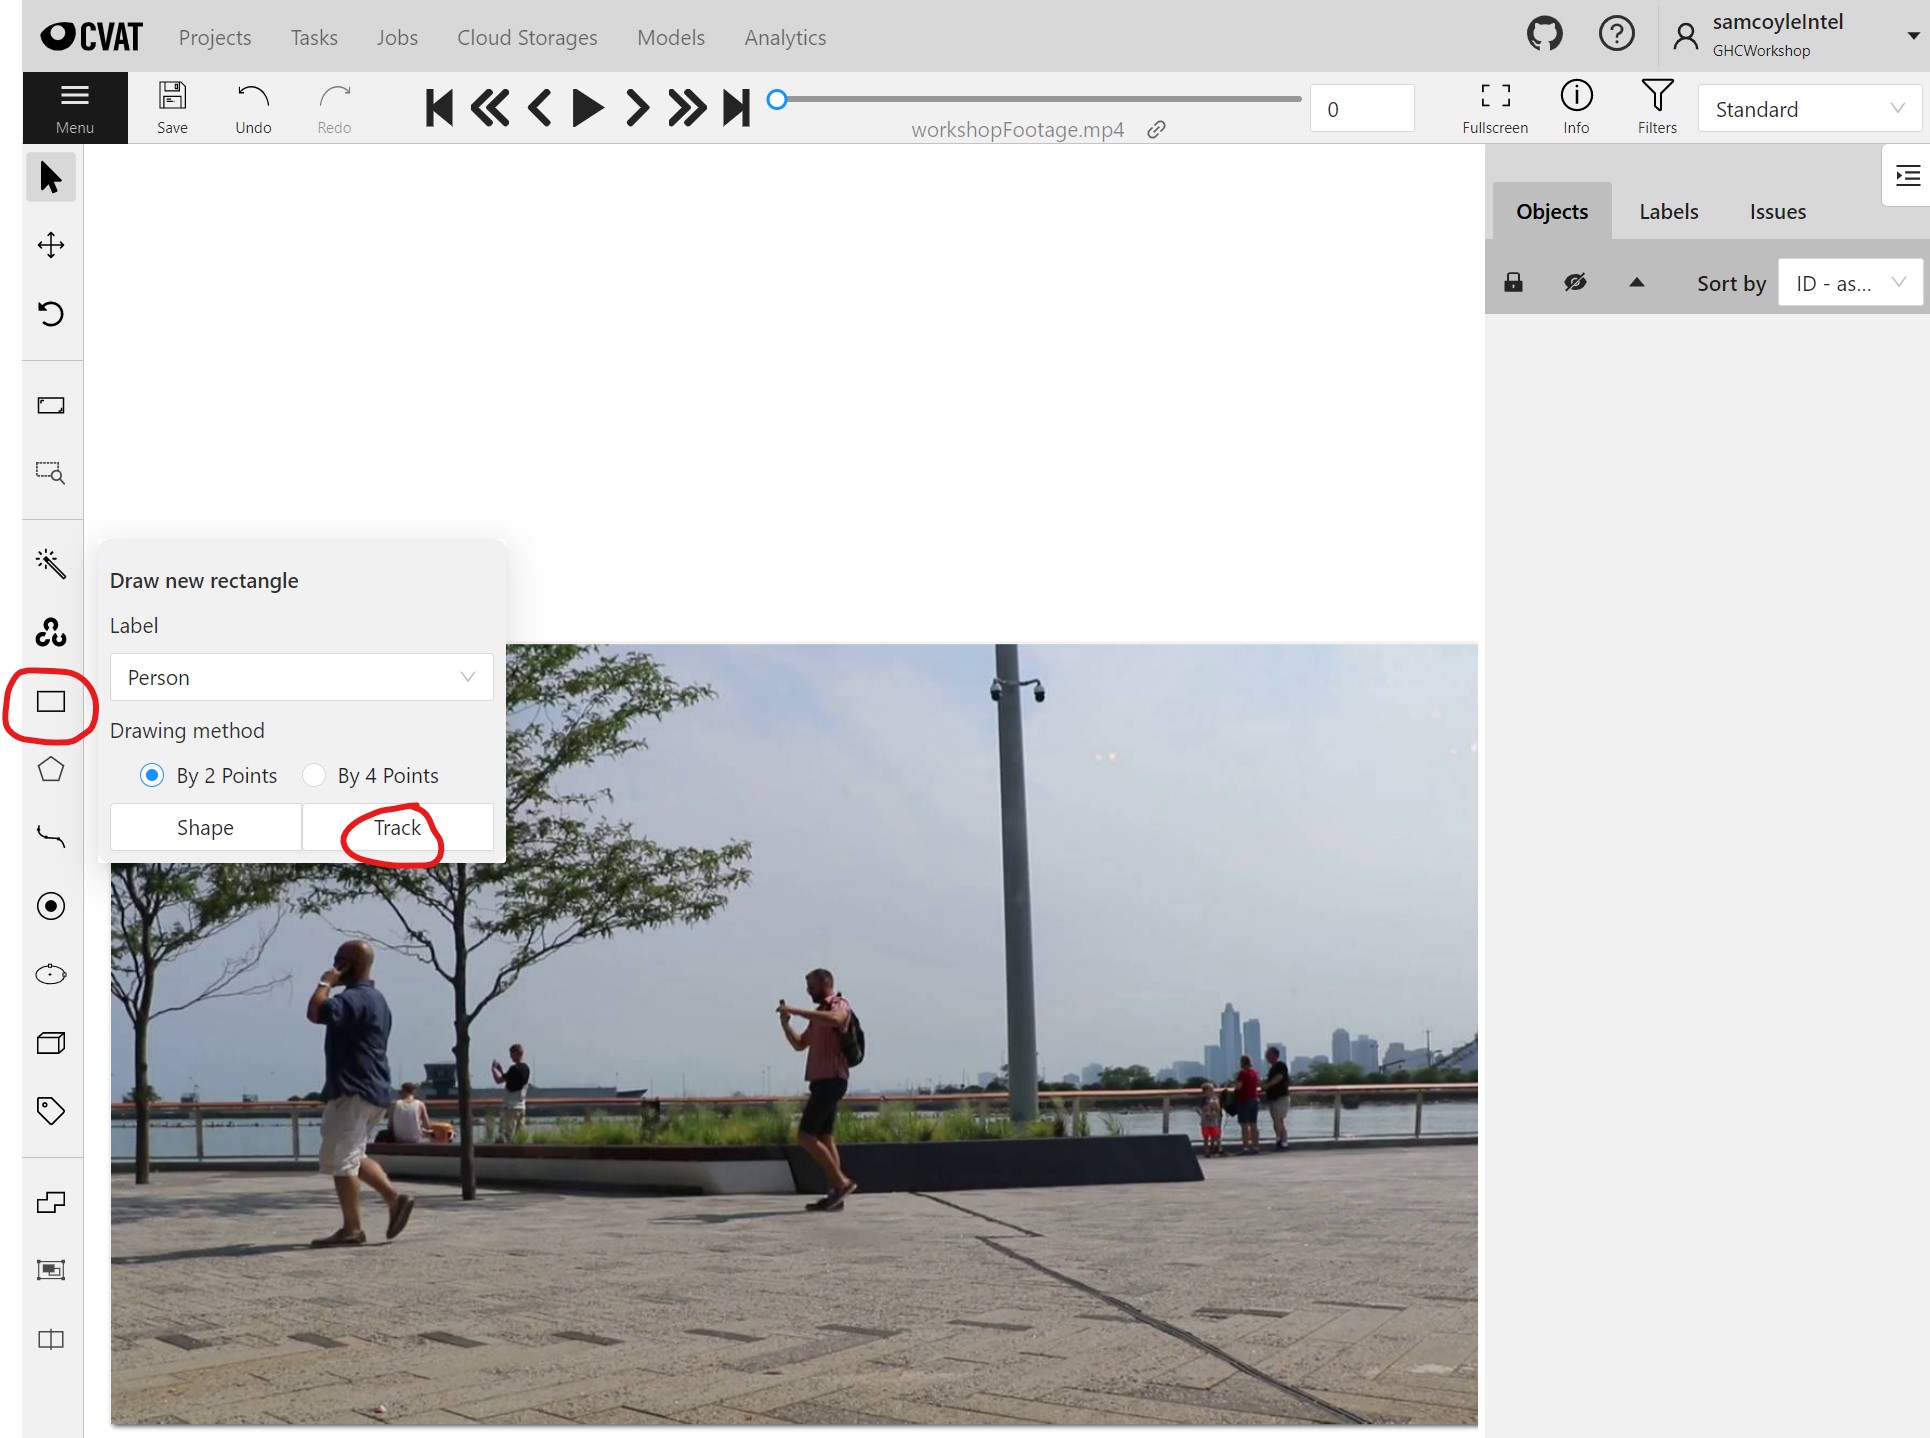 CVAT Projects Tasks Jobs Cloud Storages Models Analytics samcoyleIntel
GHCWorkshop
Menu Save Undo Redo workshopFootage.mp4 0 Fullscreen Info Filters Standard
Objects Labels Issues
Sort by ID - as...
Draw new rectangle
Label
Person
Drawing method
By 2 Points By 4 Points
Shape Track